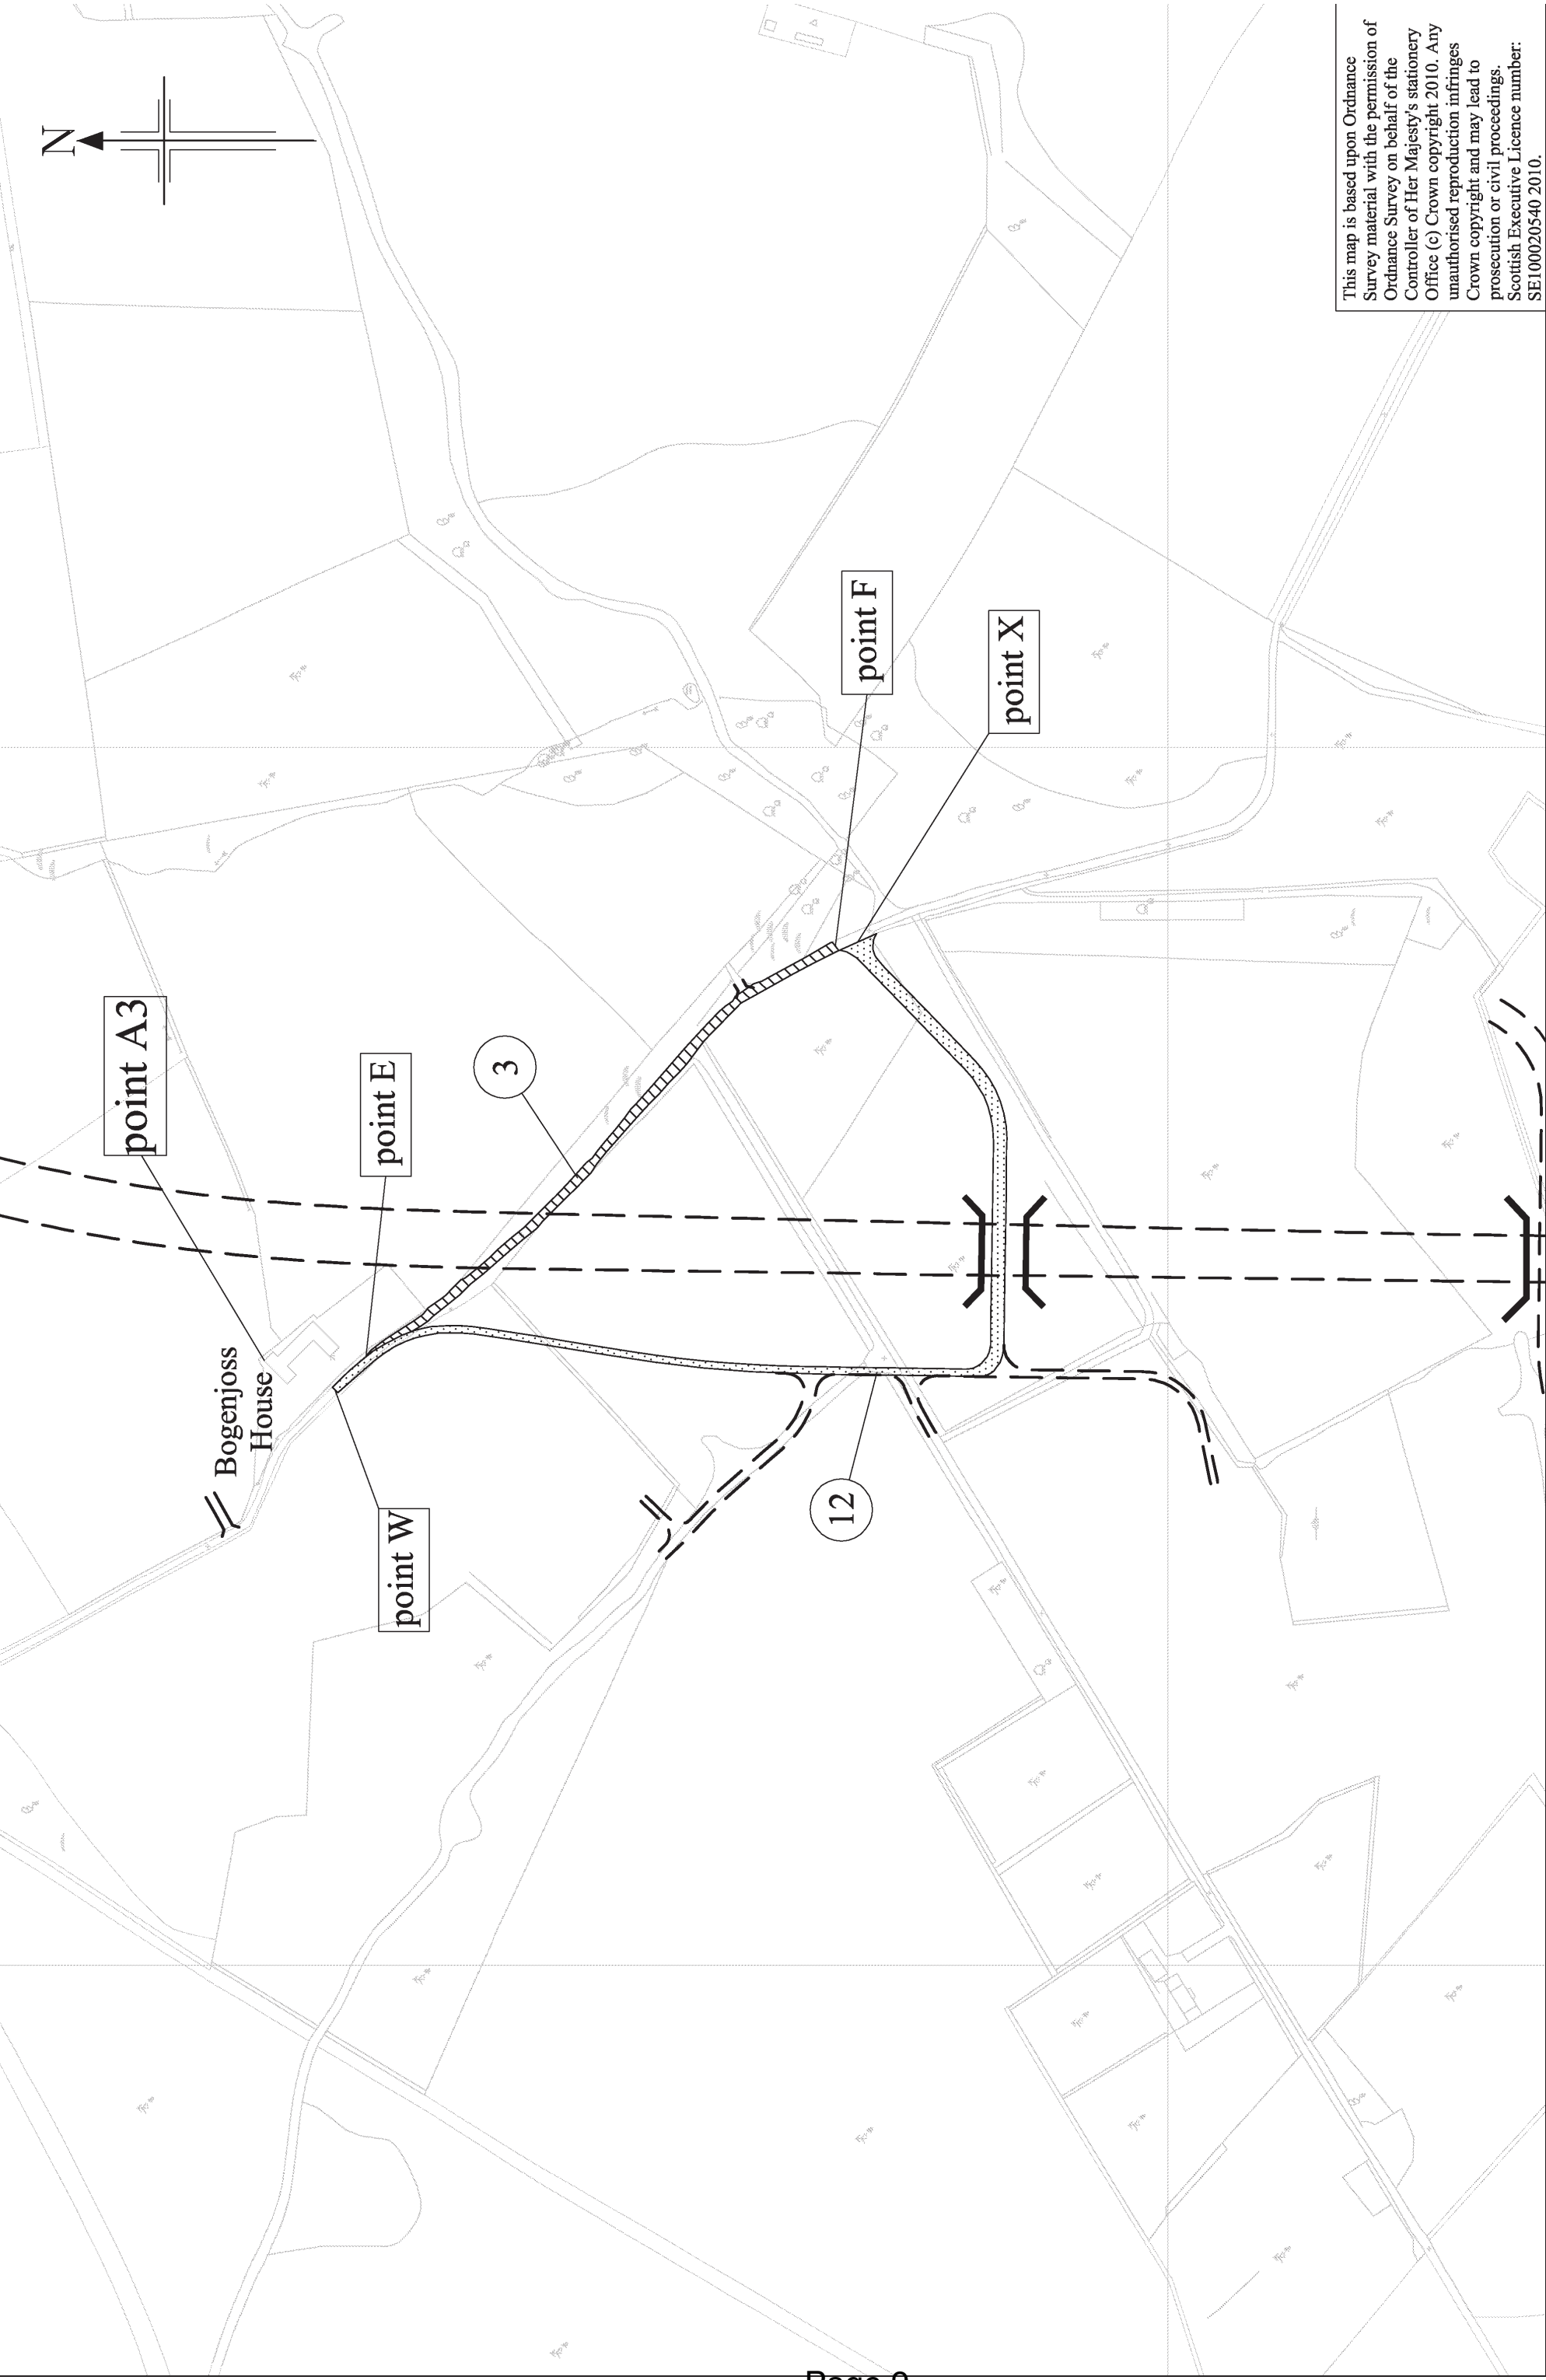 N
This map is based upon Ordnance
Survey material with the permission of
Ordnance Survey on behalf of the
Controller of Her Majesty's stationery
Office (c) Crown copyright 2010. Any
unauthorised reproduction infringes
Crown copyright and may lead to
prosecution or civil proceedings.
Scottish Executive Licence number:
SE100020540 2010.
point A3
point E
3
point F
point X
Bogenjoss
House
point W
12